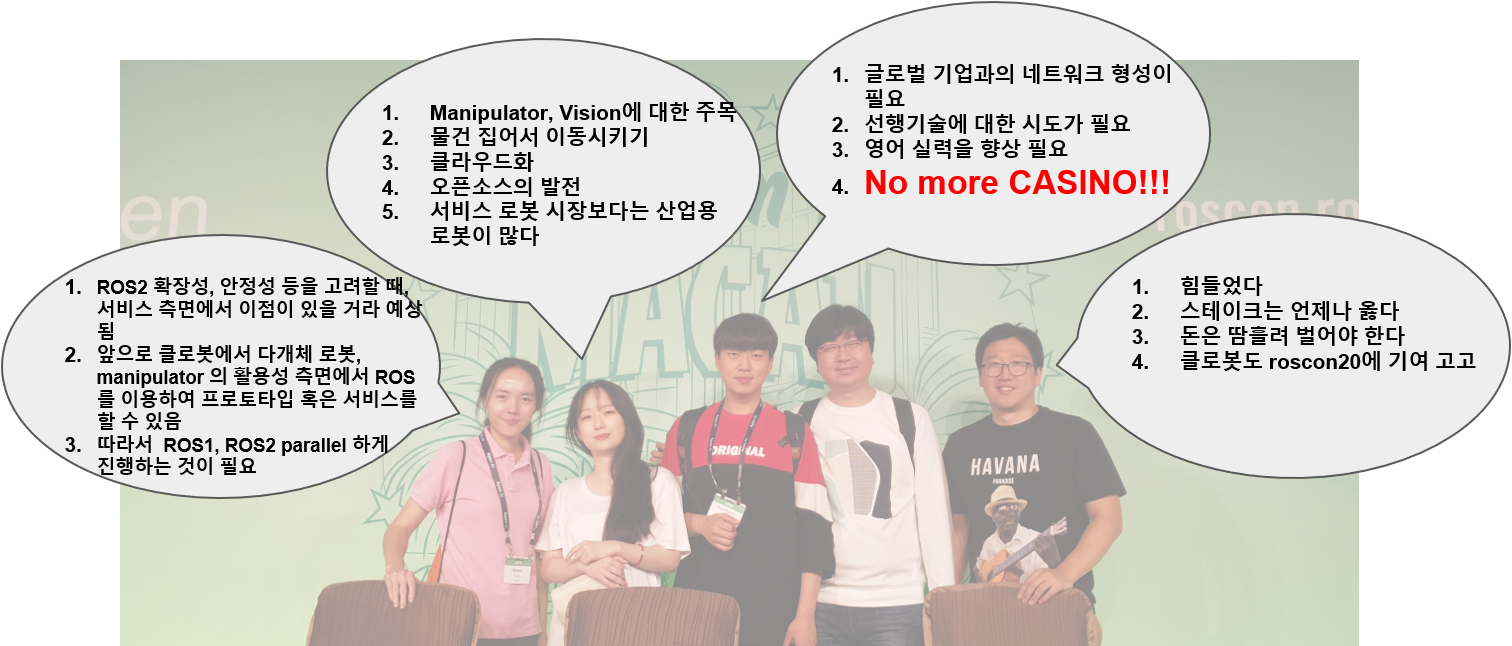 1. Manipulator, Vision에 대한 주목
2. 물건 집어서 이동시키기
3. 클라우드화
4. 오픈소스의 발전
5. 서비스 로봇 시장보다는 산업용
로봇이 많다
1. 글로벌 기업과의 네트워크 형성이
필요
2. 선행기술에 대한 시도가 필요
3. 영어 실력을 향상 필요
4. No more CASINO!!!
1. ROS2 확장성, 안정성 등을 고려할 때,
서비스 측면에서 이점이 있을 거라 예상
됨
2. 앞으로 클로봇에서 다개체 로봇,
manipulator 의 활용성 측면에서 ROS
를 이용하여 프로토타입 혹은 서비스를
할 수 있음
3. 따라서 ROS1, ROS2 parallel 하게
진행하는 것이 필요
1. 힘들었다
2. 스테이크는 언제나 옳다
3. 돈은 땀흘려 벌어야 한다
4. 클로봇도 roscon20에 기여 고고
en
roscon.ro
MACAU
ORIGINAL
HAVANA
PARADISE